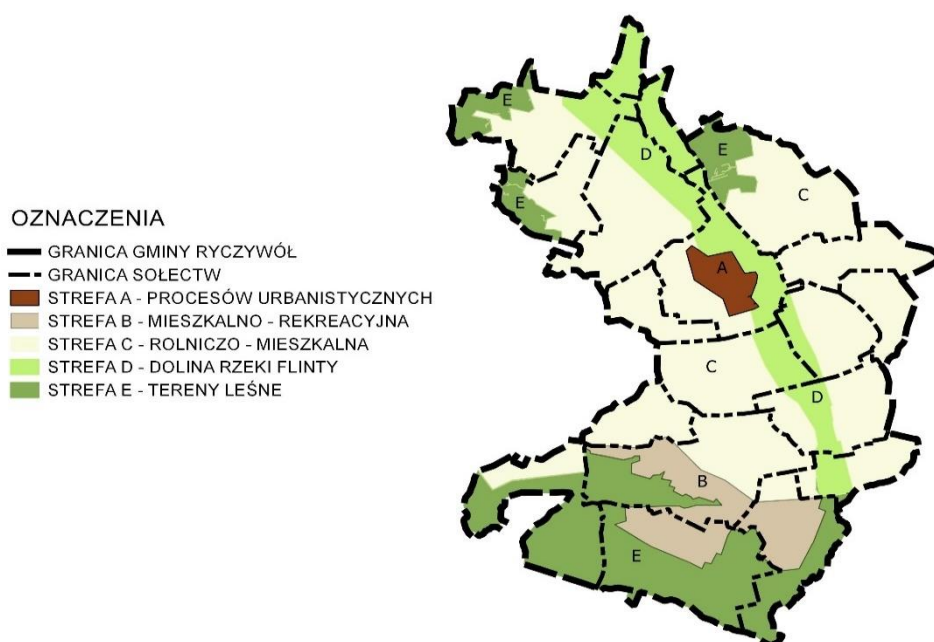 OZNACZENIA
GRANICA GMINY RYCZYWÓŁ
GRANICA SOŁECTW
STREFA A - PROCESÓW URBANISTYCZNYCH
STREFA B - MIESZKALNO - REKREACYJNA
STREFA C - ROLNICZO - MIESZKALNA
STREFA D - DOLINA RZEKI FLINTY
STREFA E - TERENY LEŚNE
E
D
E
C
E
A
C
D
B
E